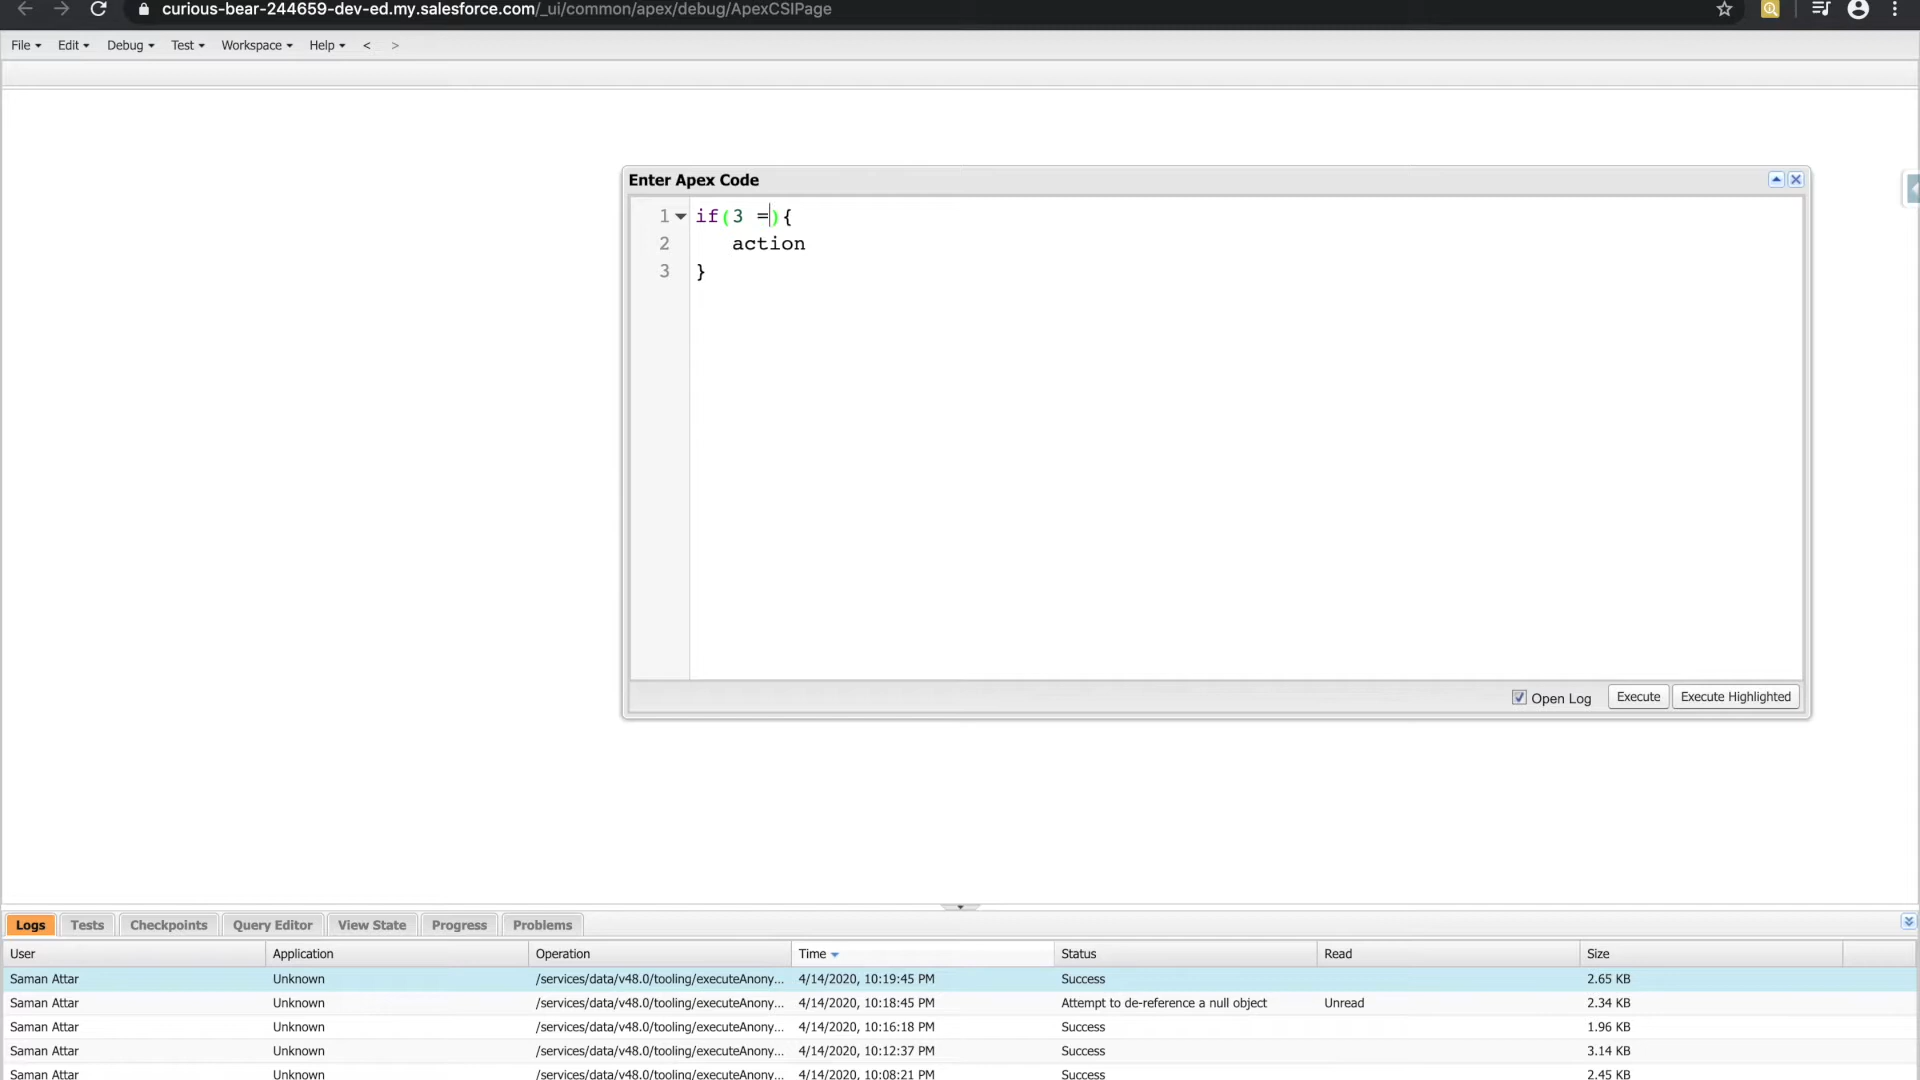 curious-bear-244659-dev-ed.my.salesforce.com/_ui/common/apex/debug/ApexCSIPage
File Edit Debug Test Workspace Help < >
Enter Apex Code
1 if(3 =){
2 action
3 }
Open Log Execute Execute Highlighted
Logs Tests Checkpoints Query Editor View State Progress Problems
User Application Operation Time Status Read Size
Saman Attar Unknown /services/data/v48.0/tooling/executeAnony... 4/14/2020, 10:19:45 PM Success 2.65 KB
Saman Attar Unknown /services/data/v48.0/tooling/executeAnony... 4/14/2020, 10:18:45 PM Attempt to de-reference a null object Unread 2.34 KB
Saman Attar Unknown /services/data/v48.0/tooling/executeAnony... 4/14/2020, 10:16:18 PM Success 1.96 KB
Saman Attar Unknown /services/data/v48.0/tooling/executeAnony... 4/14/2020, 10:12:37 PM Success 3.14 KB
Saman Attar Unknown /services/data/v48.0/tooling/executeAnony... 4/14/2020, 10:08:21 PM Success 2.45 KB